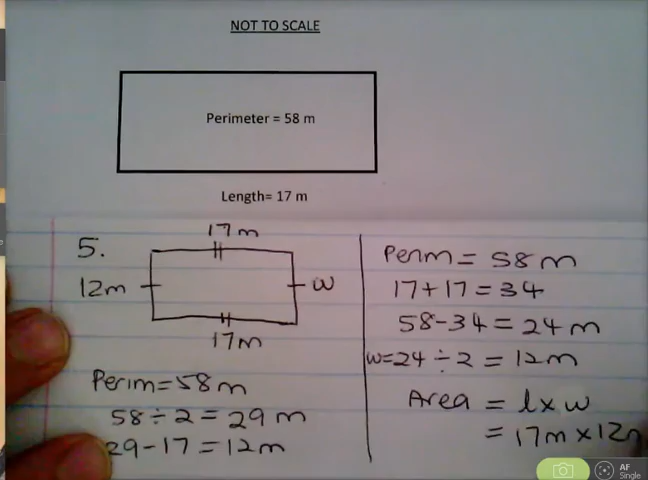 NOT TO SCALE
Perimeter = 58 m
Length= 17 m
5.
17m
12m
w
17m
Perim=58m
58÷2=29m
29-17=12m
Perm= 58m
17+17=34
58-34=24m
w=24÷2=12m
Area = l×w
= 17m×12m
AF
Single